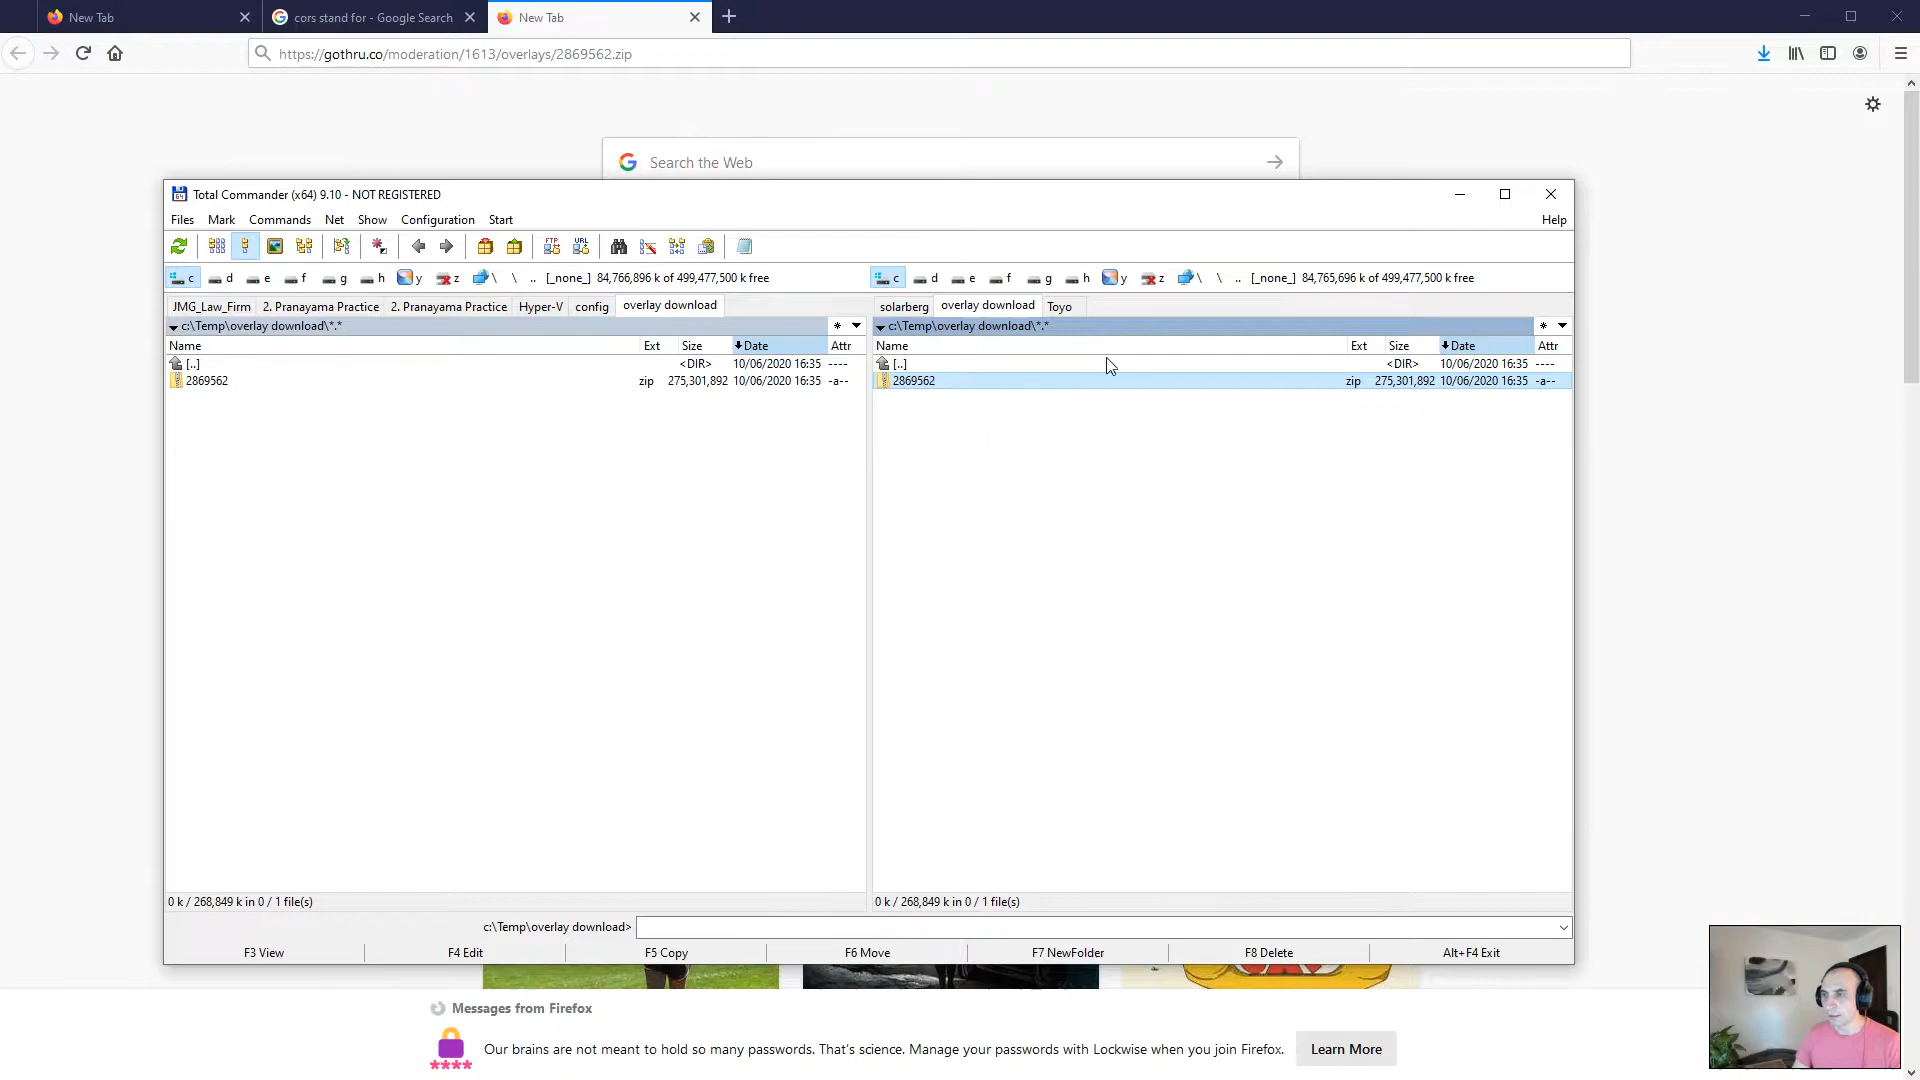 New Tab
cors stand for - Google Search
New Tab
https://gothru.co/moderation/1613/overlays/2869562.zip
Search the Web
Total Commander (x64) 9.10 - NOT REGISTERED
Files Mark Commands Net Show Configuration Start Help
FTP URL
c d e f g h y z \ \ .. [_none_] 84,766,896 k of 499,477,500 k free
c d e f g h y z \ \ .. [_none_] 84,765,696 k of 499,477,500 k free
JMG_Law_Firm 2. Pranayama Practice 2. Pranayama Practice Hyper-V config overlay download
solarberg overlay download Toyo
c:\Temp\overlay download\*.* * 
c:\Temp\overlay download\*.* *
Name Ext Size Date Attr
Name Ext Size Date Attr
[..] <DIR> 10/06/2020 16:35 ----
[..] <DIR> 10/06/2020 16:35 ----
2869562 zip 275,301,892 10/06/2020 16:35 -a--
2869562 zip 275,301,892 10/06/2020 16:35 -a--
0 k / 268,849 k in 0 / 1 file(s)
0 k / 268,849 k in 0 / 1 file(s)
c:\Temp\overlay download>
F3 View F4 Edit F5 Copy F6 Move F7 NewFolder F8 Delete Alt+F4 Exit
Messages from Firefox
Our brains are not meant to hold so many passwords. That's science. Manage your passwords with Lockwise when you join Firefox.
Learn More